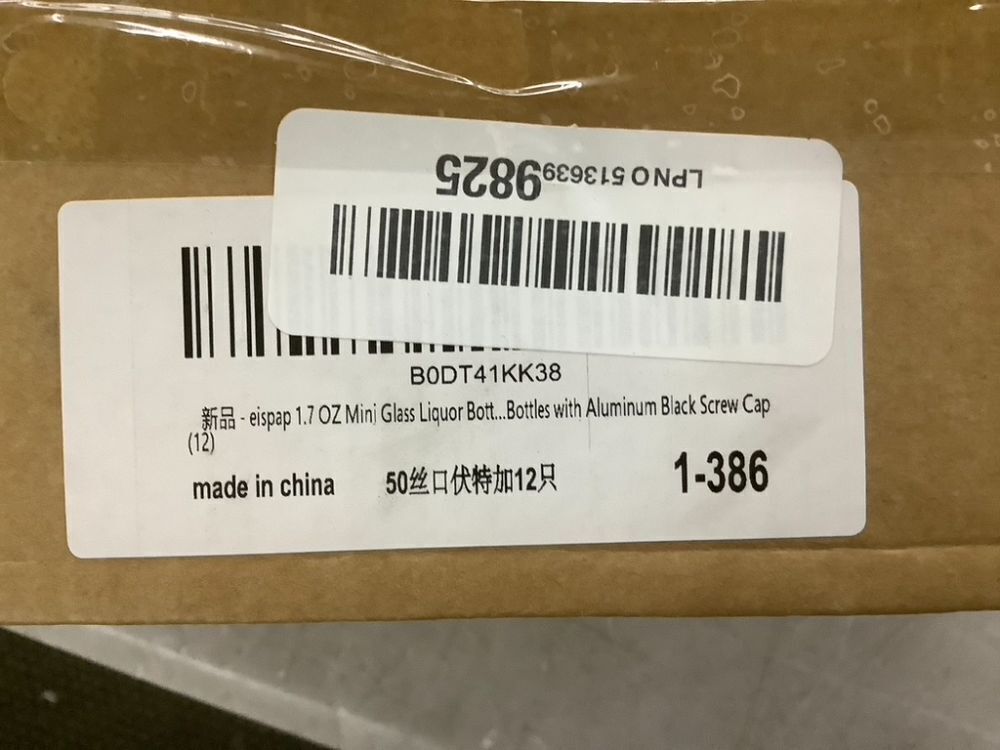 LPNO 5136399825
B0DT41KK38
新品 - eispap 1.7 OZ Mini Glass Liquor Bott...Bottles with Aluminum Black Screw Cap
(12)
made in china 50丝口伏特加12只 1-386